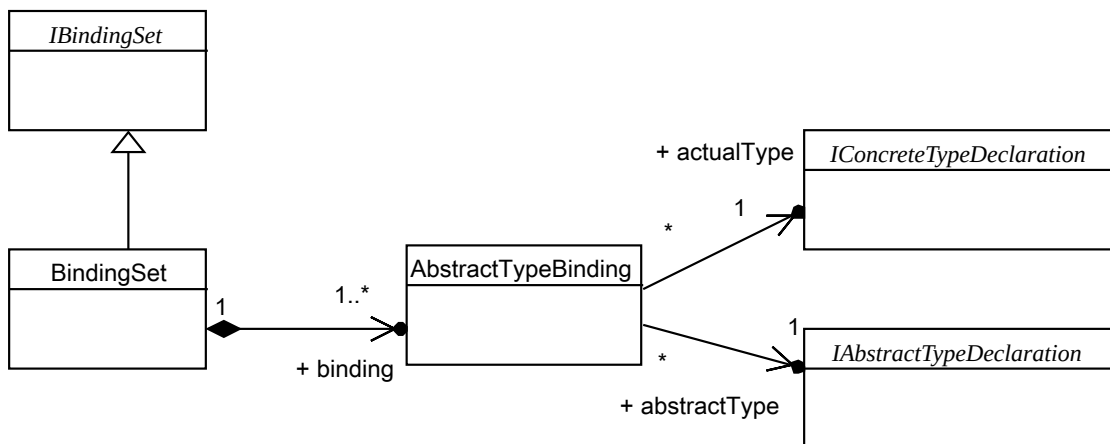 IBindingSet
+ actualType
IConcreteTypeDeclaration
1
*
BindingSet
AbstractTypeBinding
1
1..*
+ binding
1
*
IAbstractTypeDeclaration
+ abstractType